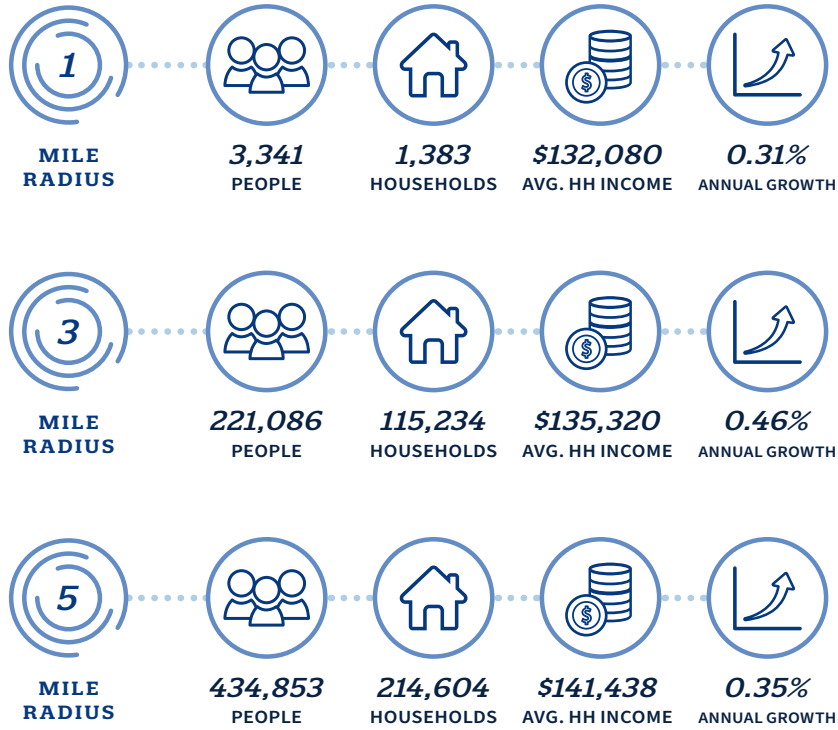 1
MILE
RADIUS
3,341
PEOPLE
1,383
HOUSEHOLDS
$132,080
AVG. HH INCOME
0.31%
ANNUAL GROWTH
3
MILE
RADIUS
221,086
PEOPLE
115,234
HOUSEHOLDS
$135,320
AVG. HH INCOME
0.46%
ANNUAL GROWTH
5
MILE
RADIUS
434,853
PEOPLE
214,604
HOUSEHOLDS
$141,438
AVG. HH INCOME
0.35%
ANNUAL GROWTH